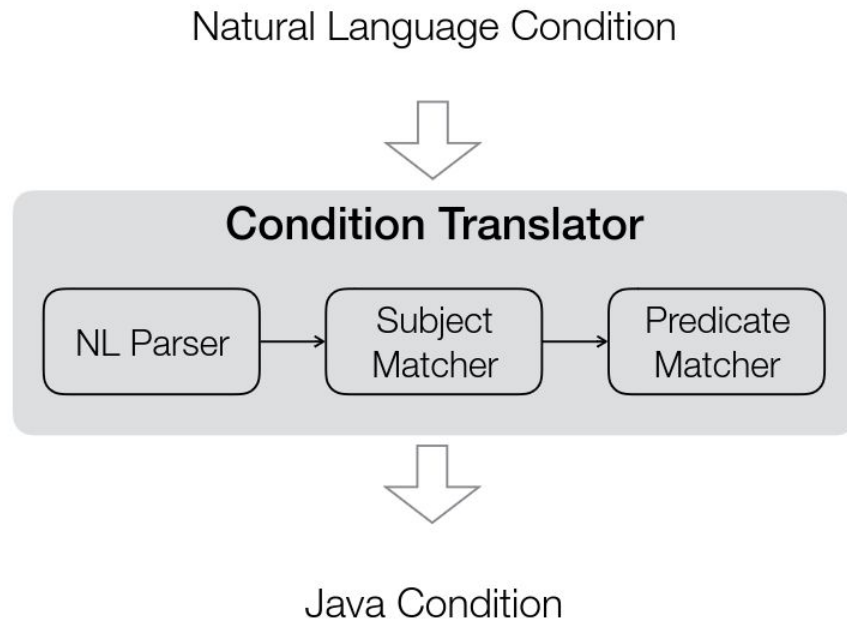 Natural Language Condition
Condition Translator
NL Parser
Subject
Matcher
Predicate
Matcher
Java Condition